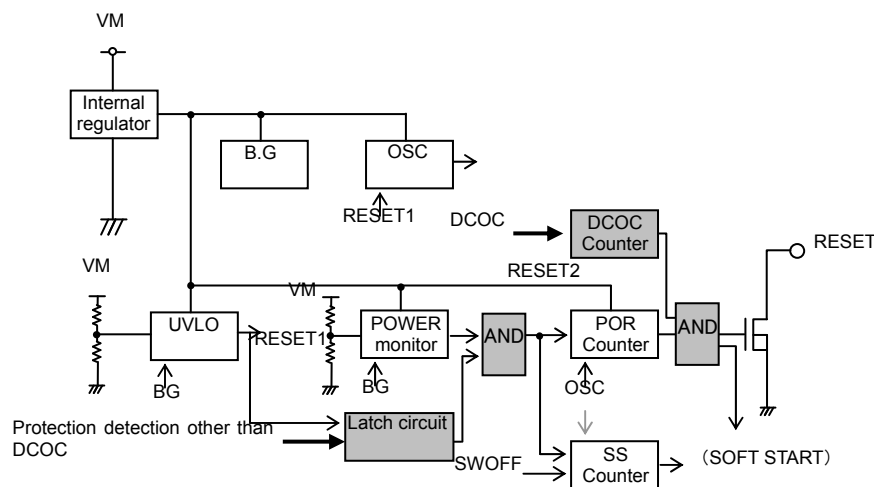 VM
Internal
regulator
B.G
OSC
RESET1
DCOC
DCOC
Counter
RESET
RESET2
VM
VM
UVLO
RESET1
POWER
monitor
AND
POR
Counter
AND
BG
BG
OSC
Protection detection other than
DCOC
Latch circuit
SWOFF
SS
Counter
(SOFT START)